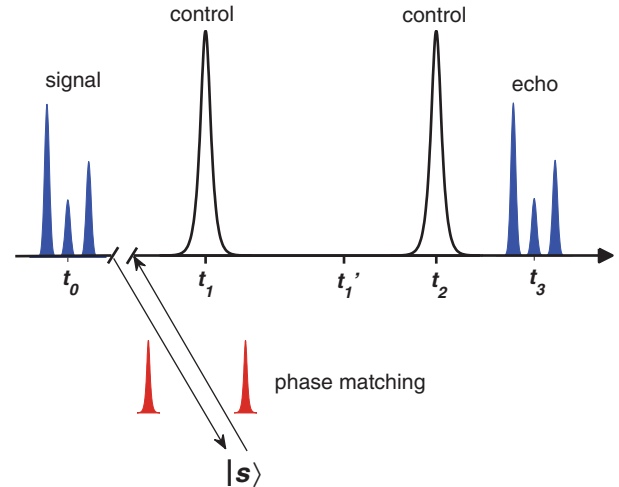 control control
signal echo
t0 t1 t1' t2 t3
phase matching
|s⟩